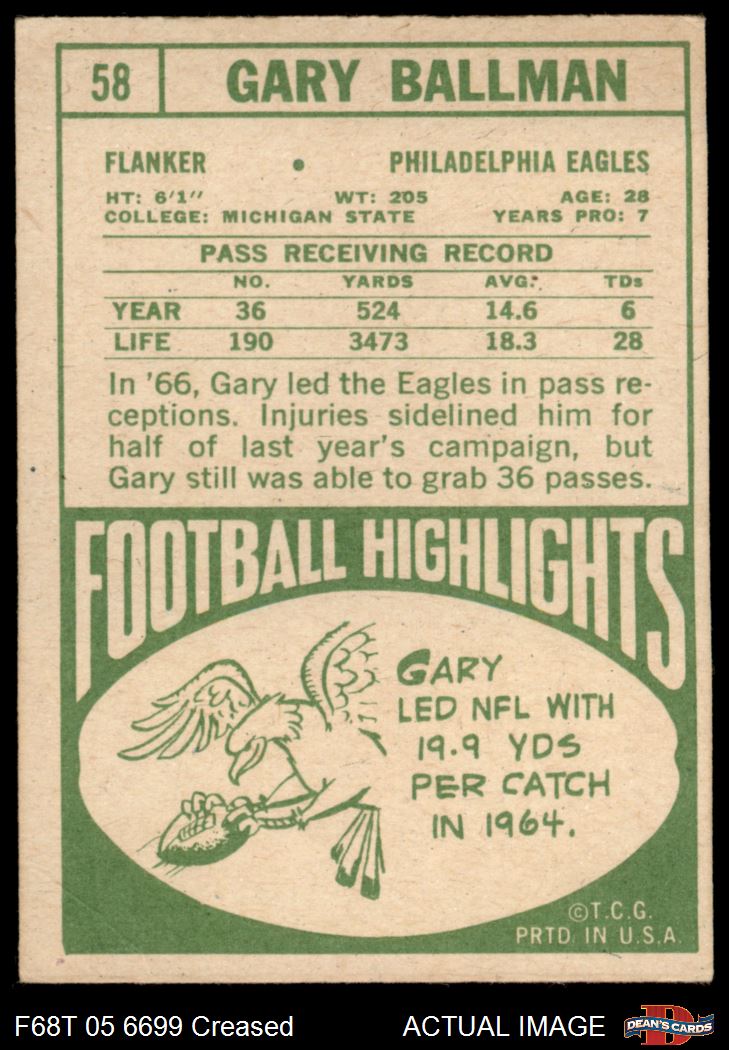 58 GARY BALLMAN
FLANKER • PHILADELPHIA EAGLES
HT: 6'1" WT: 205 AGE: 28
COLLEGE: MICHIGAN STATE YEARS PRO: 7
PASS RECEIVING RECORD
NO. YARDS AVG. TDs
YEAR 36 524 14.6 6
LIFE 190 3473 18.3 28
In '66, Gary led the Eagles in pass re-
ceptions. Injuries sidelined him for
half of last year's campaign, but
Gary still was able to grab 36 passes.
FOOTBALL HIGHLIGHTS
GARY
LED NFL WITH
19.9 YDS
PER CATCH
IN 1964.
©T.C.G.
PRTD. IN U.S.A.
F68T 05 6699 Creased ACTUAL IMAGE DEAN'S CARDS